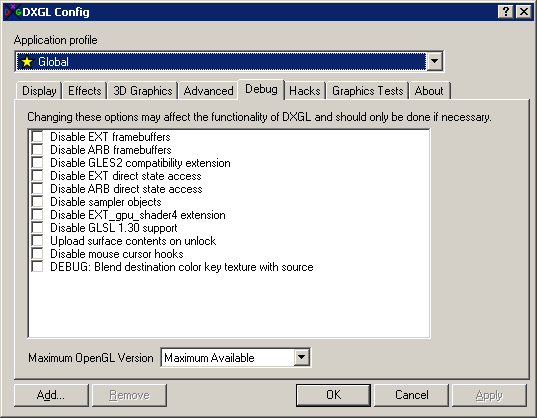 DXGL Config
Application profile
Global
Display Effects 3D Graphics Advanced Debug Hacks Graphics Tests About
Changing these options may affect the functionality of DXGL and should only be done if necessary.
Disable EXT framebuffers
Disable ARB framebuffers
Disable GLES2 compatibility extension
Disable EXT direct state access
Disable ARB direct state access
Disable sampler objects
Disable EXT_gpu_shader4 extension
Disable GLSL 1.30 support
Upload surface contents on unlock
Disable mouse cursor hooks
DEBUG: Blend destination color key texture with source
Maximum OpenGL Version Maximum Available
Add... Remove OK Cancel Apply